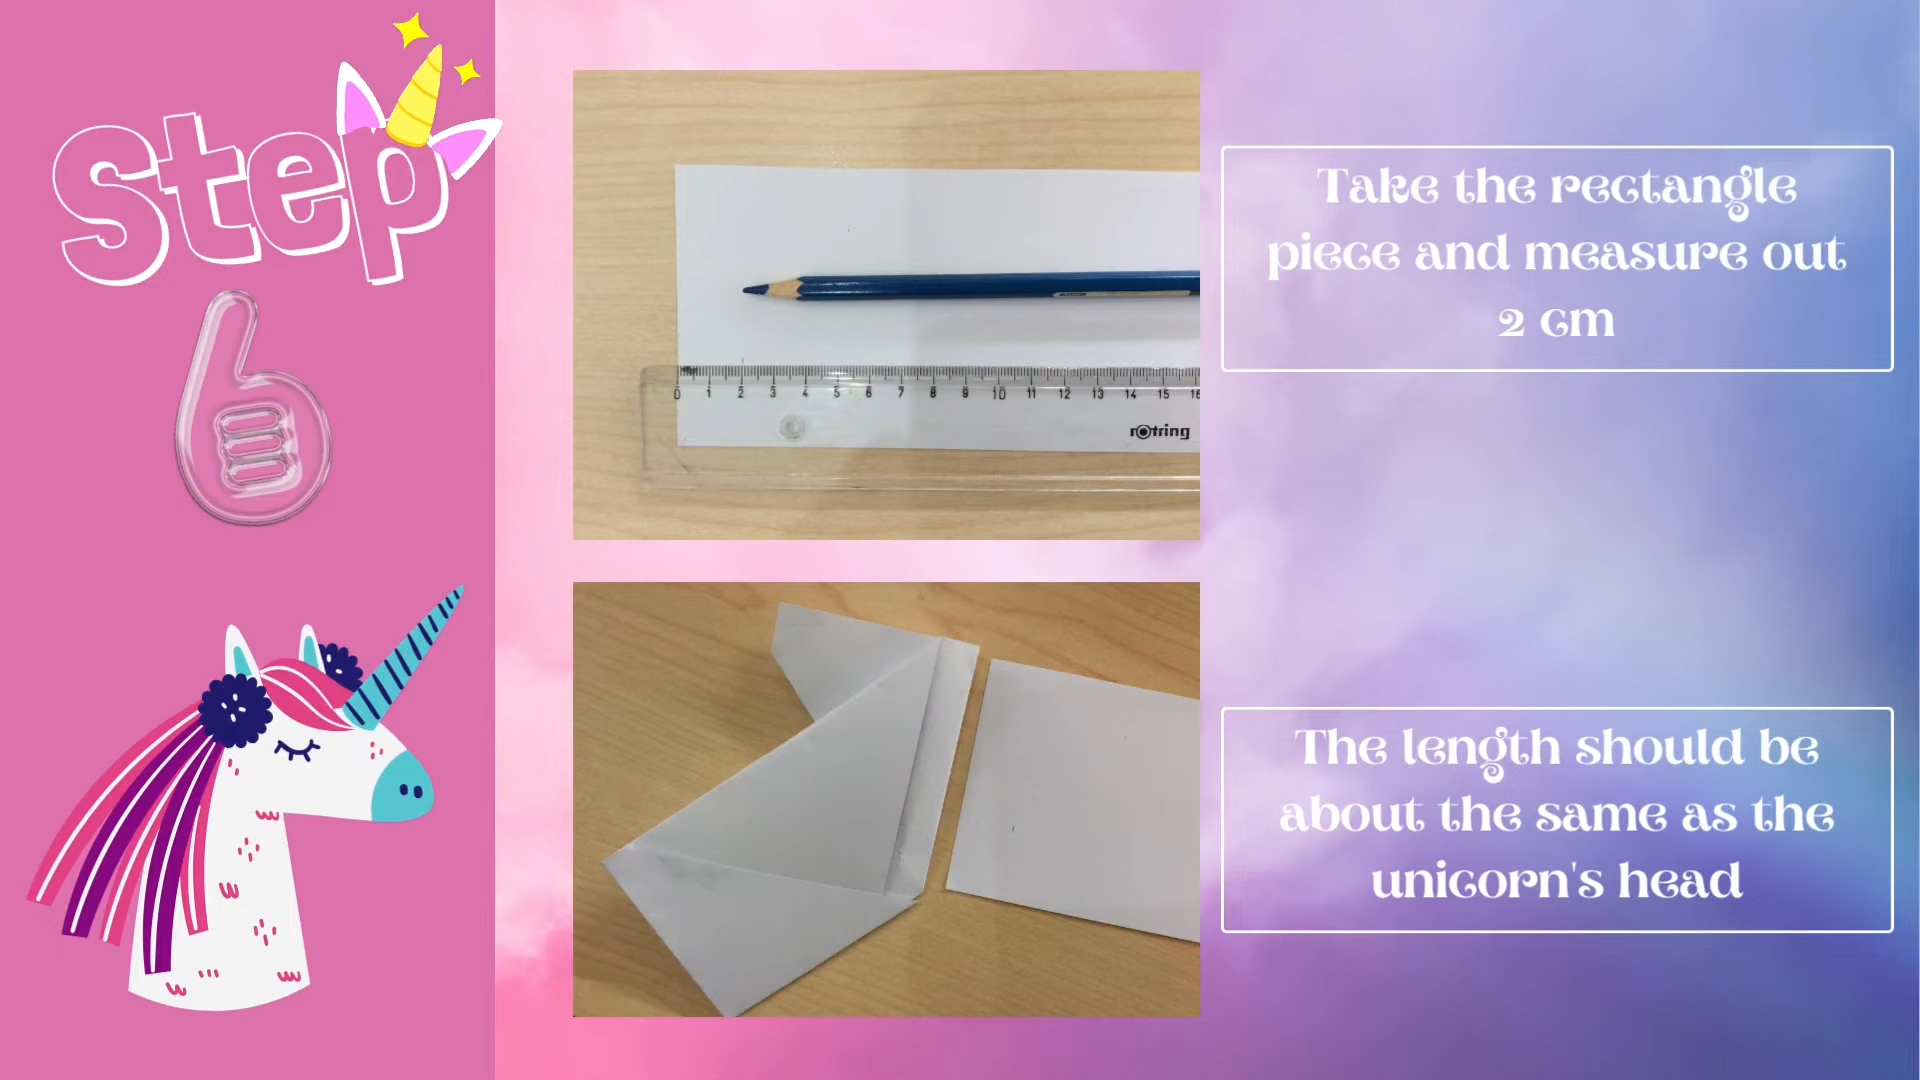 Step
6
Take the rectangle
piece and measure out
2 cm
0 1 2 3 4 5 6 7 8 9 10 11 12 13 14 15 16
rotring
The length should be
about the same as the
unicorn's head